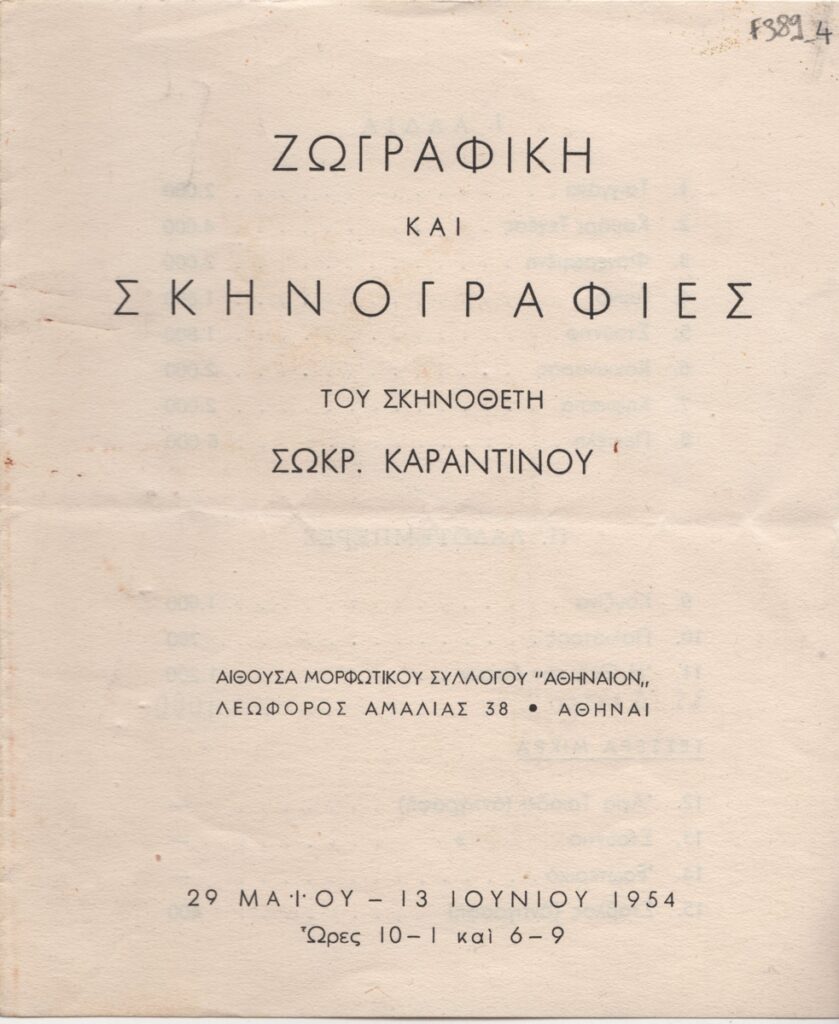 F389_4
ΖΩΓΡΑΦΙΚΗ
ΚΑΙ
ΣΚΗΝΟΓΡΑΦΙΕΣ
ΤΟΥ ΣΚΗΝΟΘΕΤΗ
ΣΩΚΡ. ΚΑΡΑΝΤΙΝΟΥ
ΑΙΘΟΥΣΑ ΜΟΡΦΩΤΙΚΟΥ ΣΥΛΛΟΓΟΥ "ΑΘΗΝΑΙΟΝ„
ΛΕΩΦΟΡΟΣ ΑΜΑΛΙΑΣ 38 • ΑΘΗΝΑΙ
29 ΜΑΪΟΥ – 13 ΙΟΥΝΙΟΥ 1954
Ὧρες 10–1 καὶ 6–9